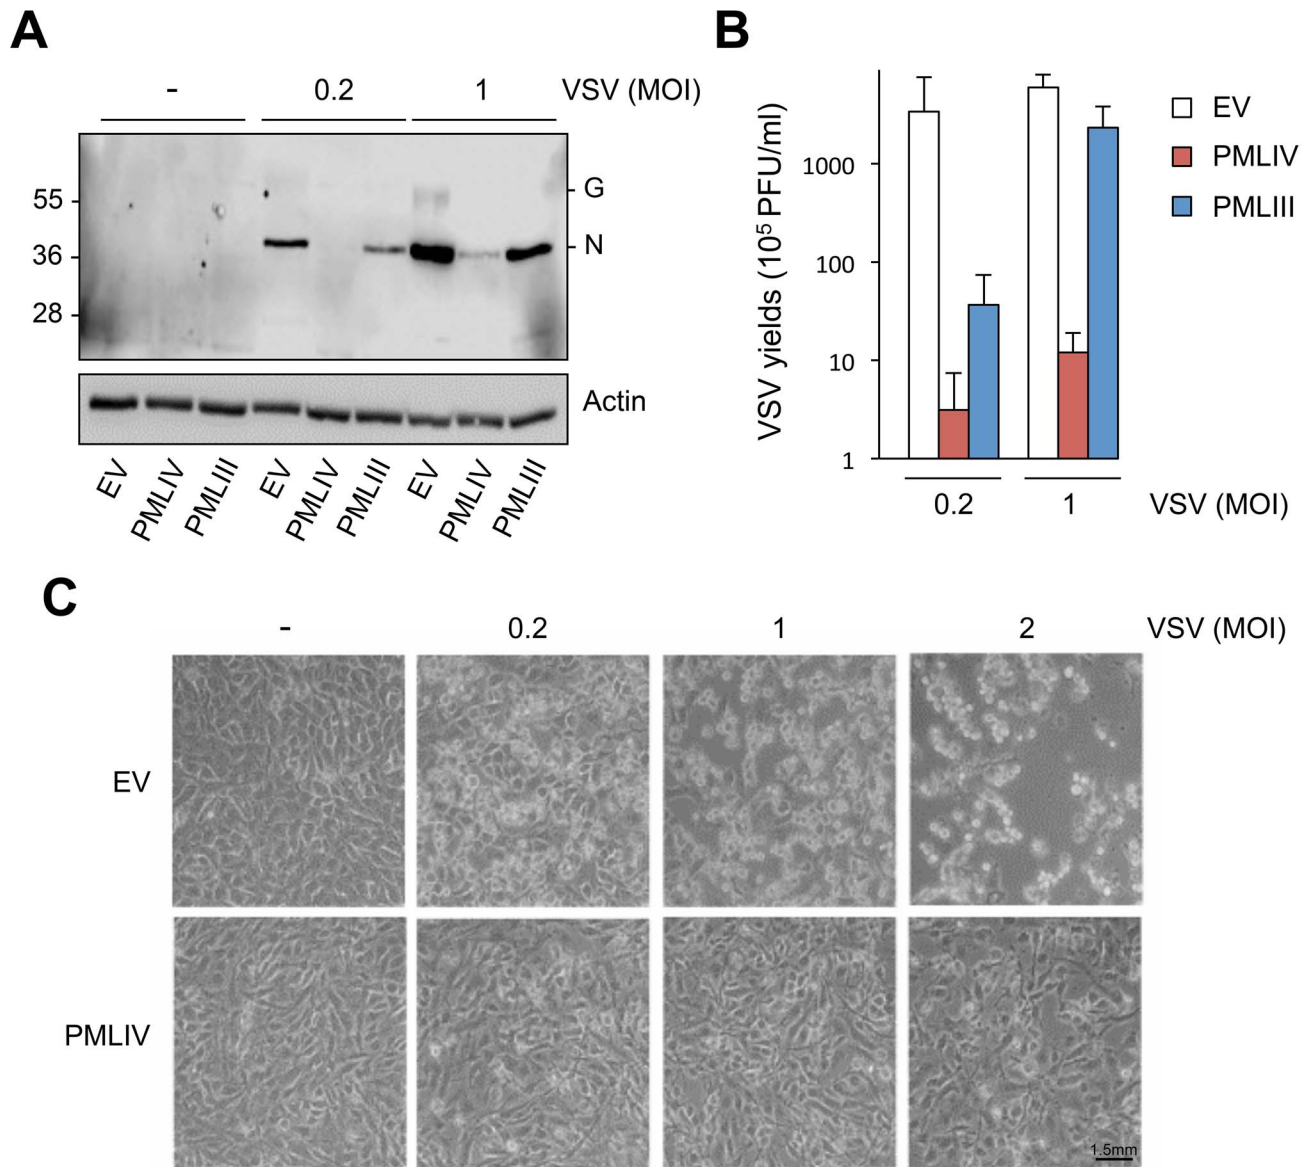 A
- 0.2 1 VSV (MOI)
55
36
28
G
N
Actin
EV PMLIV PMLIII EV PMLIV PMLIII EV PMLIV PMLIII
B
VSV yields (10⁵ PFU/ml)
1000
100
10
1
0.2 1 VSV (MOI)
EV
PMLIV
PMLIII
C
- 0.2 1 2 VSV (MOI)
EV
PMLIV
1.5mm